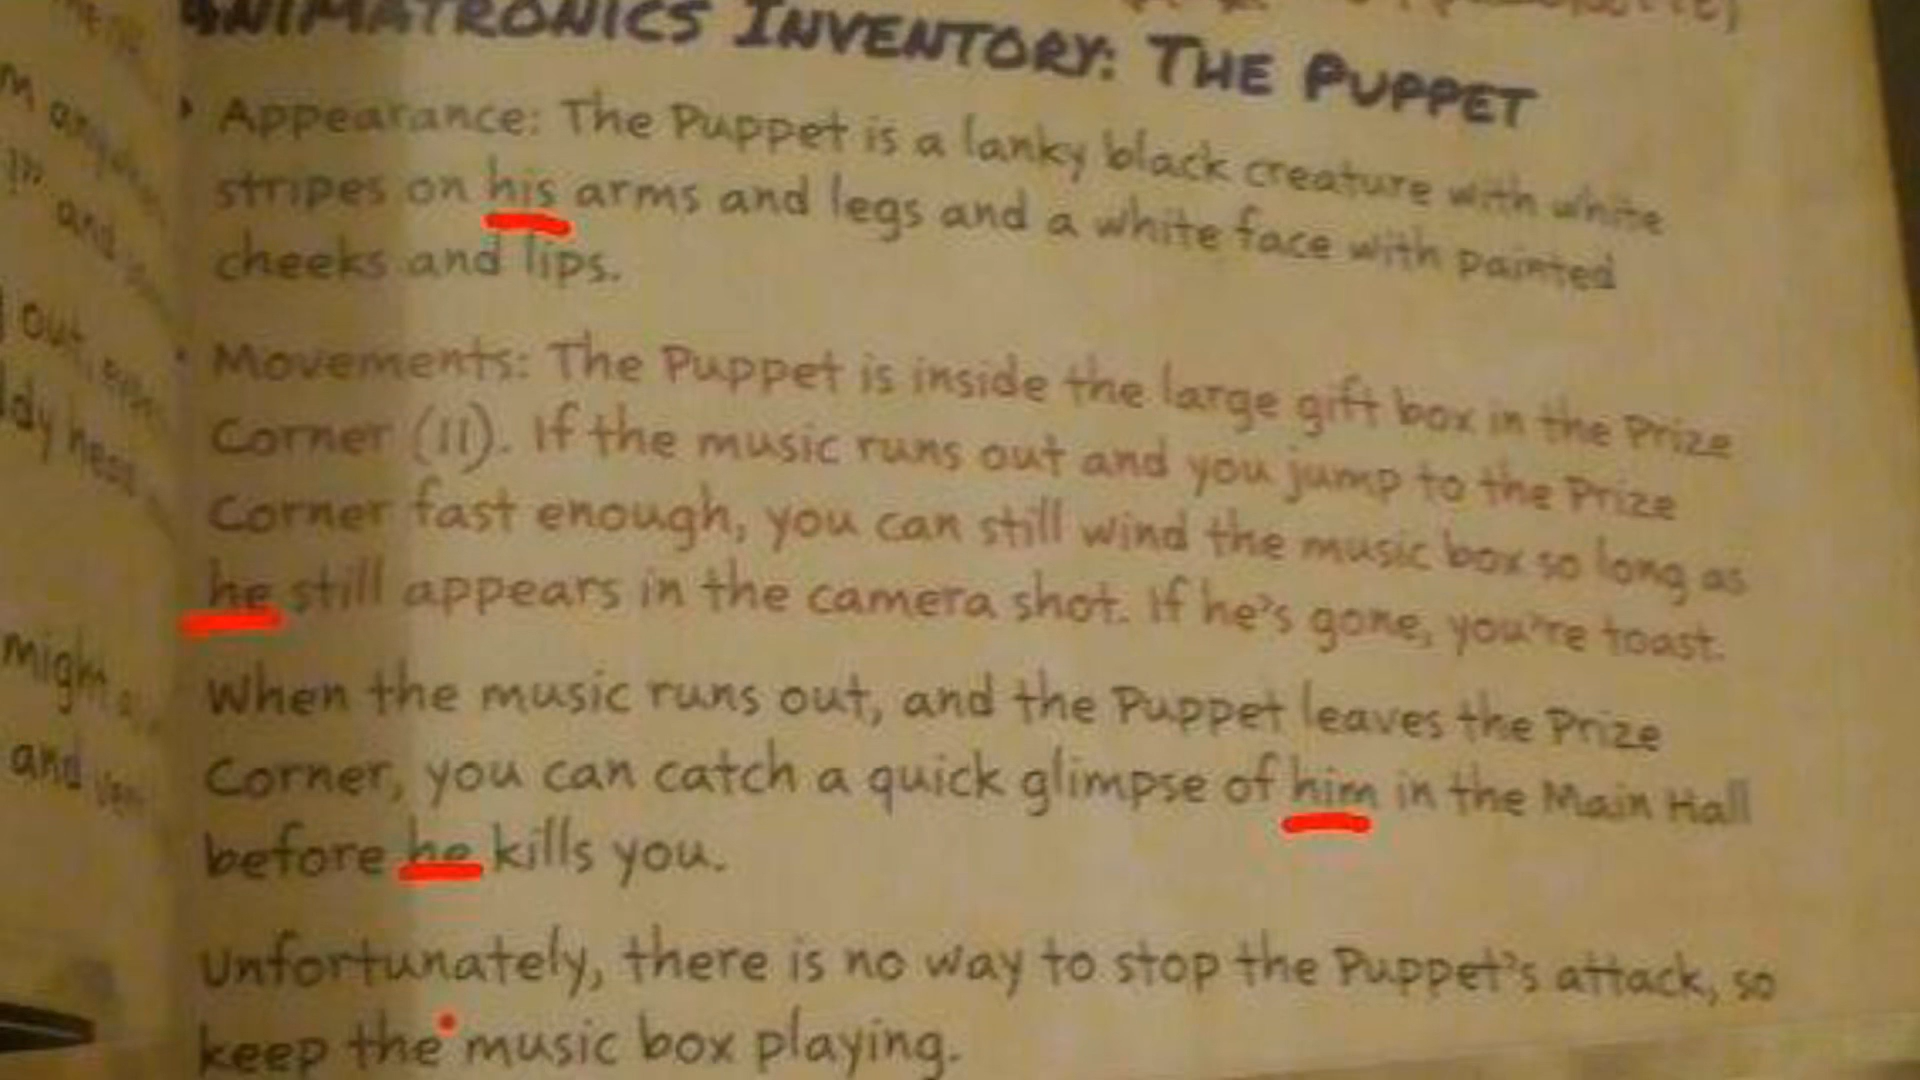 ANIMATRONICS INVENTORY: THE PUPPET
Appearance: The Puppet is a lanky black creature with white
stripes on his arms and legs and a white face with painted
cheeks and lips.
Movements: The Puppet is inside the large gift box in the Prize
Corner (11). If the music runs out and you jump to the Prize
Corner fast enough, you can still wind the music box so long as
he still appears in the camera shot. If he's gone, you're toast.
When the music runs out, and the Puppet leaves the Prize
Corner, you can catch a quick glimpse of him in the Main Hall
before he kills you.
Unfortunately, there is no way to stop the Puppet's attack, so
keep the music box playing.
and
out,
might
and